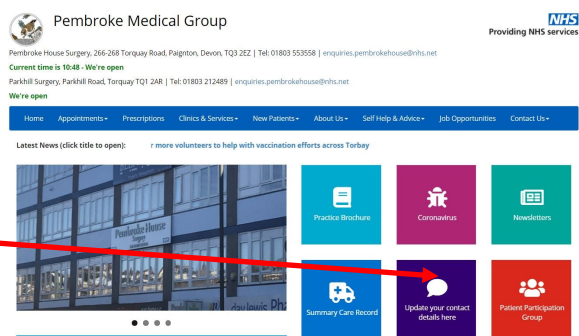 Pembroke Medical Group
NHS
Providing NHS services
Pembroke House Surgery, 266-268 Torquay Road, Paignton, Devon, TQ3 2EZ | Tel: 01803 553558 | enquiries.pembrokehouse@nhs.net
Current time is 10:48 - We're open
Parkhill Surgery, Parkhill Road, Torquay TQ1 2AR | Tel: 01803 212489 | enquiries.pembrokehouse@nhs.net
We're open
Home Appointments Prescriptions Clinics & Services New Patients About Us Self Help & Advice Job Opportunities Contact Us
Latest News (click title to open): r more volunteers to help with vaccination efforts across Torbay
Pembroke House
Surgery
day lewis Pha
Practice Brochure
Coronavirus
Newsletters
Summary Care Record
Update your contact
details here
Patient Participation
Group